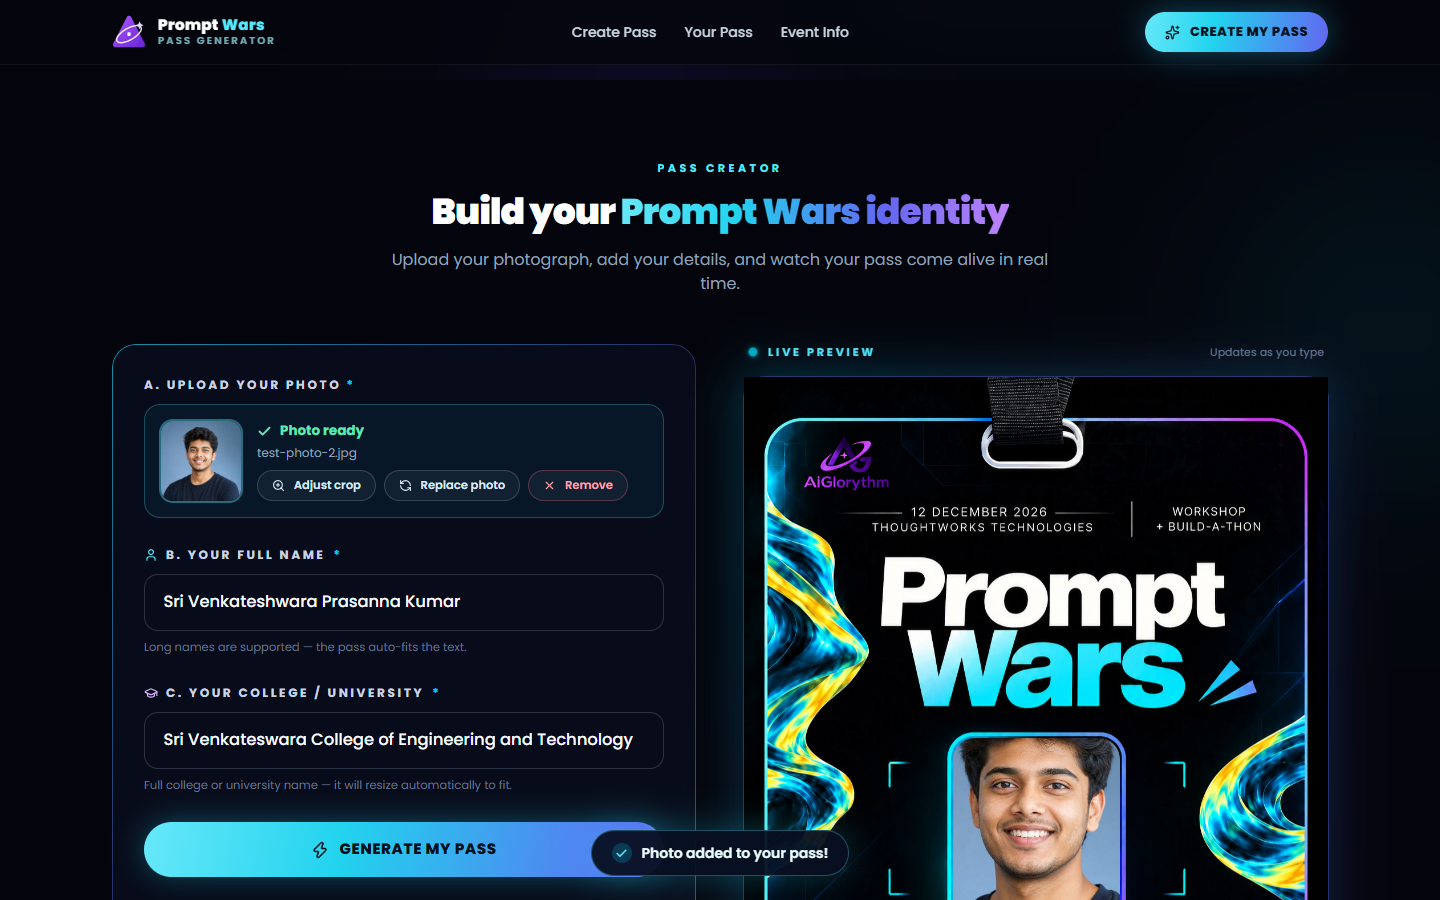 Prompt Wars
PASS GENERATOR
Create Pass
Your Pass
Event Info
CREATE MY PASS
PASS CREATOR
Build your Prompt Wars identity
Upload your photograph, add your details, and watch your pass come alive in real
time.
A. UPLOAD YOUR PHOTO *
Photo ready
test-photo-2.jpg
Adjust crop
Replace photo
Remove
B. YOUR FULL NAME *
Sri Venkateshwara Prasanna Kumar
Long names are supported — the pass auto-fits the text.
C. YOUR COLLEGE / UNIVERSITY *
Sri Venkateswara College of Engineering and Technology
Full college or university name — it will resize automatically to fit.
GENERATE MY PASS
Photo added to your pass!
LIVE PREVIEW
Updates as you type
AIGlorythm
12 DECEMBER 2026
THOUGHTWORKS TECHNOLOGIES
WORKSHOP
+ BUILD-A-THON
Prompt
Wars